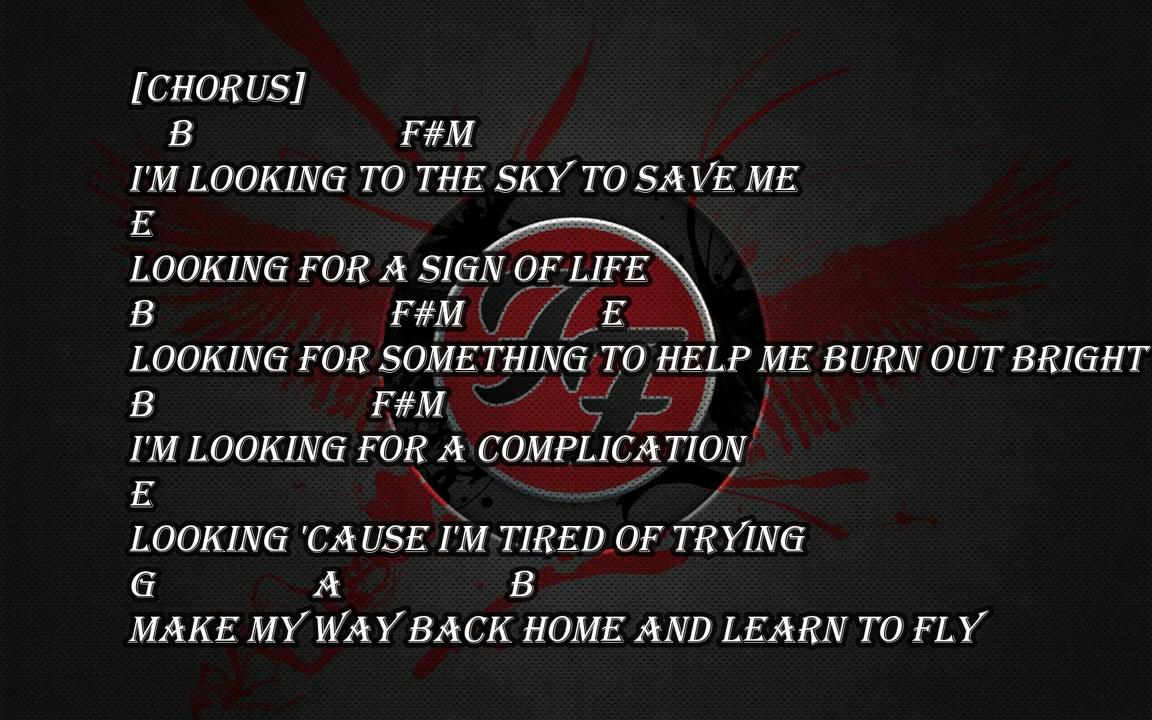 [CHORUS]
B F#M
I'M LOOKING TO THE SKY TO SAVE ME
E
LOOKING FOR A SIGN OF LIFE
B F#M E
LOOKING FOR SOMETHING TO HELP ME BURN OUT BRIGHT
B F#M
I'M LOOKING FOR A COMPLICATION
E
LOOKING 'CAUSE I'M TIRED OF TRYING
G A B
MAKE MY WAY BACK HOME AND LEARN TO FLY
FF